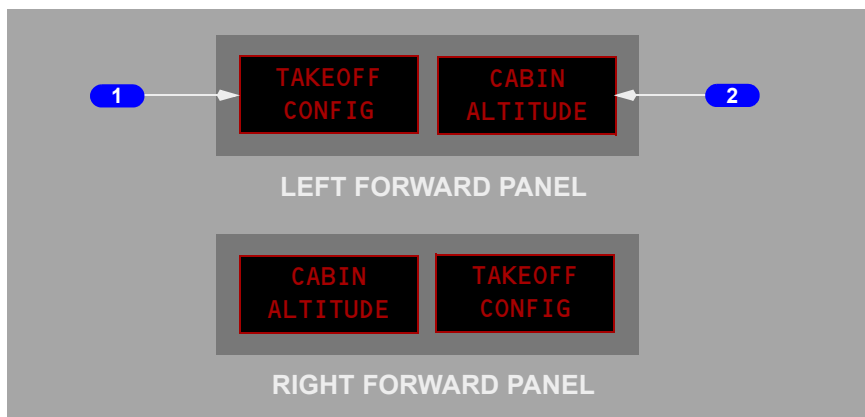 TAKEOFF CONFIG
CABIN ALTITUDE
1
2
LEFT FORWARD PANEL
CABIN ALTITUDE
TAKEOFF CONFIG
RIGHT FORWARD PANEL